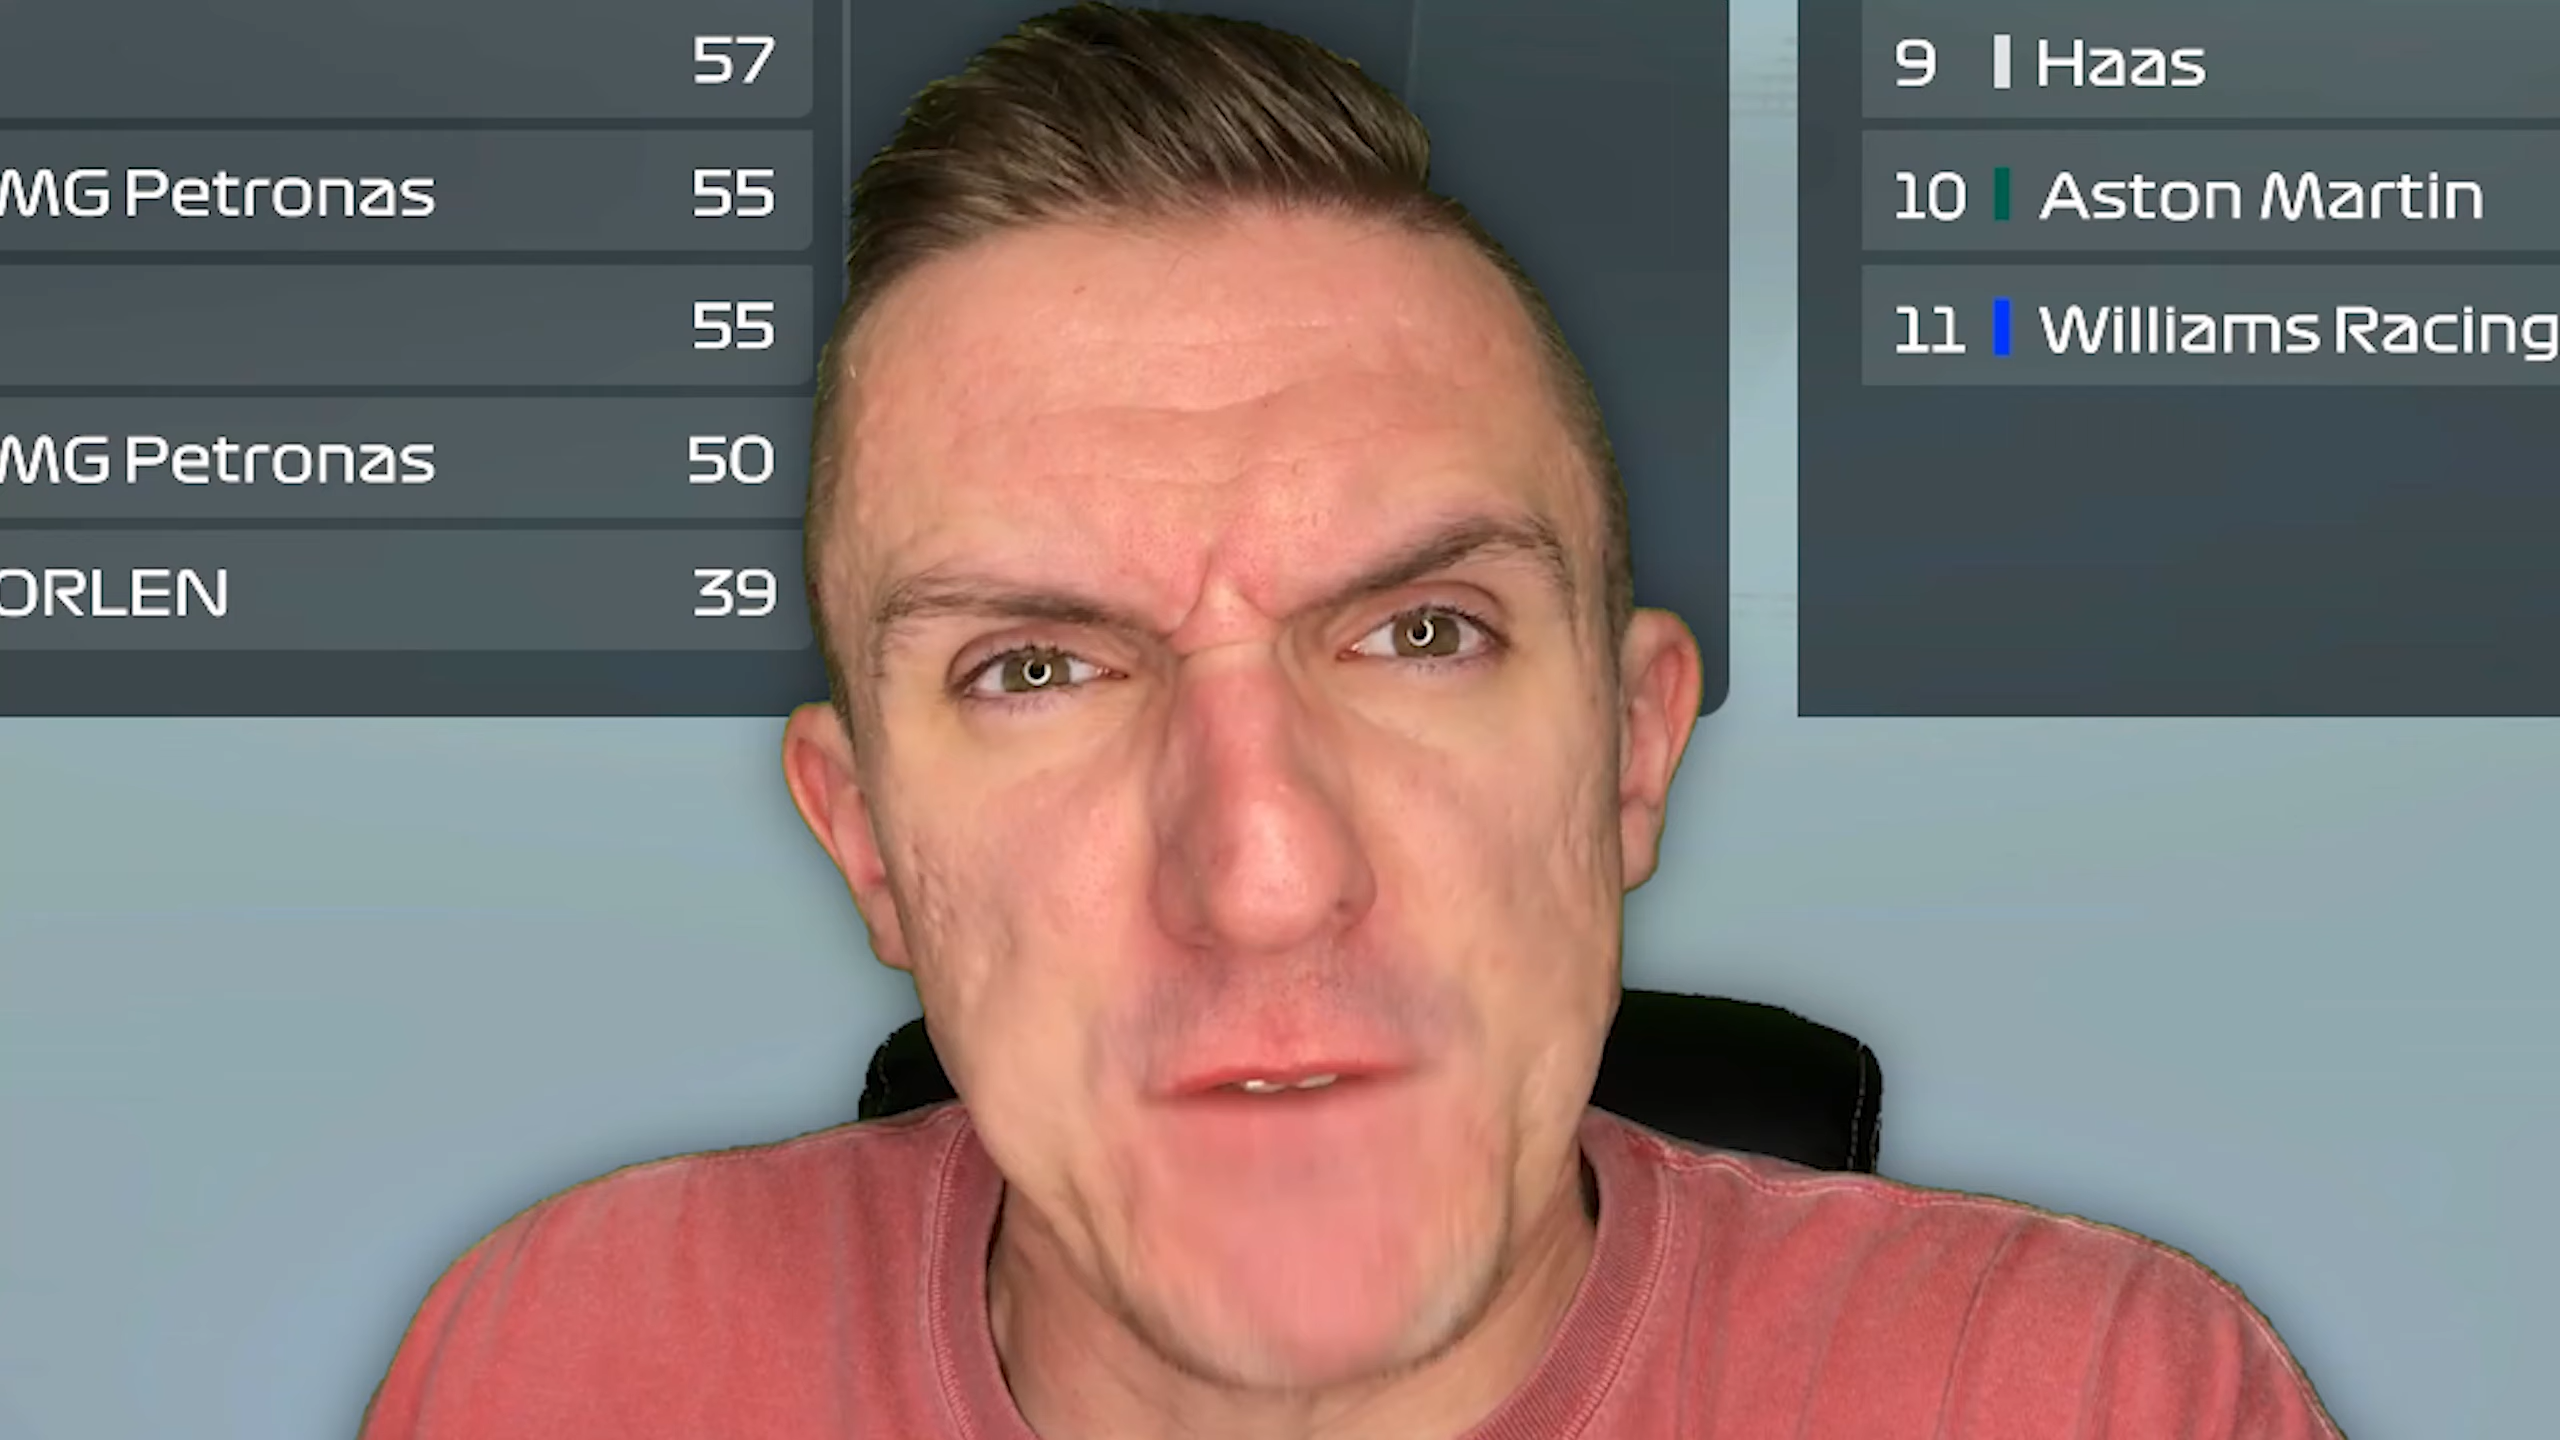 57
MG Petronas 55
55
MG Petronas 50
ORLEN 39
9 Haas
10 Aston Martin
11 Williams Racing